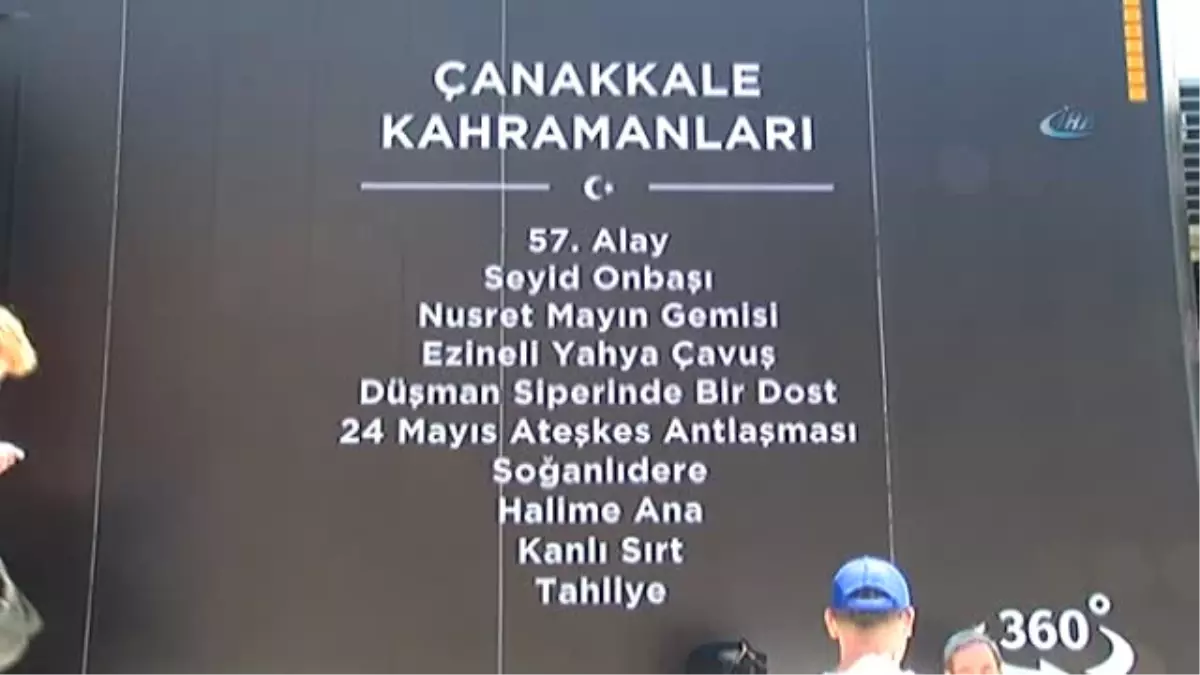 ÇANAKKALE
KAHRAMANLARI
57. Alay
Seyid Onbaşı
Nusret Mayın Gemisi
Ezineli Yahya Çavuş
Düşman Siperinde Bir Dost
24 Mayıs Ateşkes Antlaşması
Soğanlıdere
Halime Ana
Kanlı Sırt
Tahliye
İHA
360°